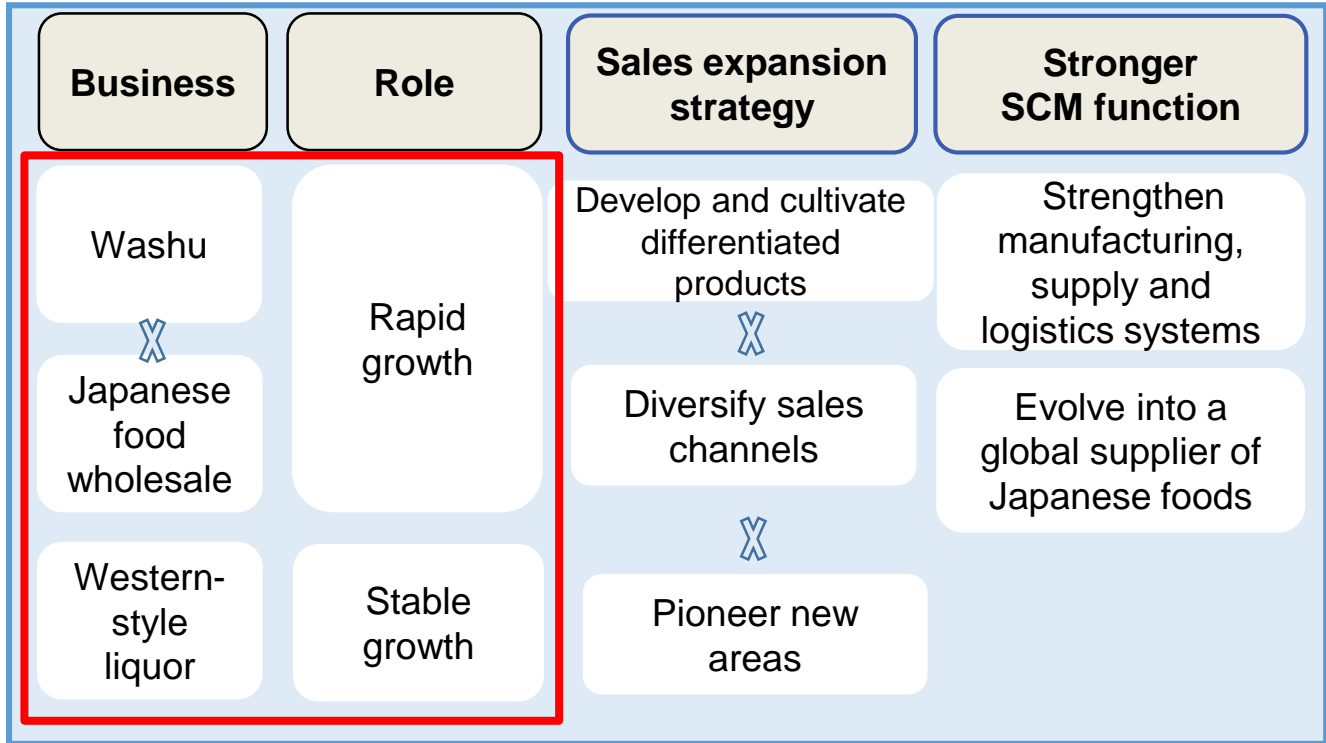 Business
Role
Sales expansion
strategy
Stronger
SCM function
Washu
Japanese
food
wholesale
Western-
style
liquor
Rapid
growth
Stable
growth
Develop and cultivate
differentiated
products
Diversify sales
channels
Pioneer new
areas
Strengthen
manufacturing,
supply and
logistics systems
Evolve into a
global supplier of
Japanese foods